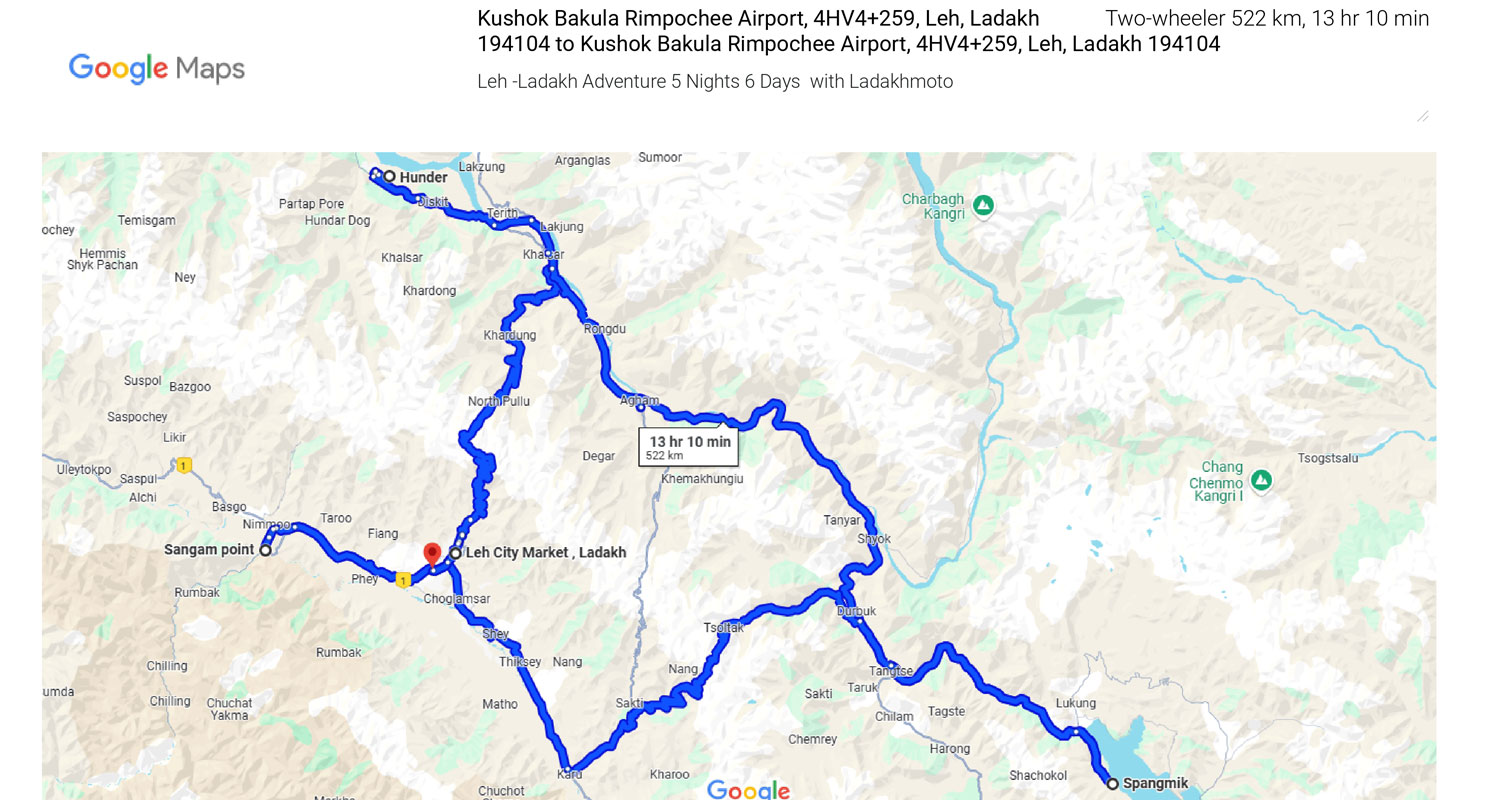 Google Maps
Kushok Bakula Rimpochee Airport, 4HV4+259, Leh, Ladakh
194104 to Kushok Bakula Rimpochee Airport, 4HV4+259, Leh, Ladakh 194104
Two-wheeler 522 km, 13 hr 10 min
Leh -Ladakh Adventure 5 Nights 6 Days with Ladakhmoto
Arganglas
Sumoor
Lakzung
Hunder
Diskit
Partap Pore
Charbagh
Kangri
Terith
Temisgam
Hundar Dog
Lakjung
ochey
Hemmis
Shyk Pachan
Khalsar
Khalsar
Ney
Khardong
Rongdu
Khardung
Suspol
Bazgoo
North Pullu
Agham
Saspochey
Likir
13 hr 10 min
522 km
Degar
Tsogstsalu
1
Uleytokpo
Saspul
Khemakhungiu
Chang
Chenmo
Kangri I
Alchi
Basgo
Taroo
Nimmoo
Fiang
Tanyar
Shyok
Sangam point
Leh City Market , Ladakh
Phey
1
Rumbak
Choglamsar
Durbuk
Tsoltak
Shey
Rumbak
Thiksey
Nang
Chilling
Nang
Tangtse
Taruk
umda
Chilling
Chuchat
Yakma
Matho
Sakti
Sakti
Lukung
Chilam
Tagste
Chemrey
Harong
Karu
Kharoo
Shachokol
Spangmik
Chuchot
Google